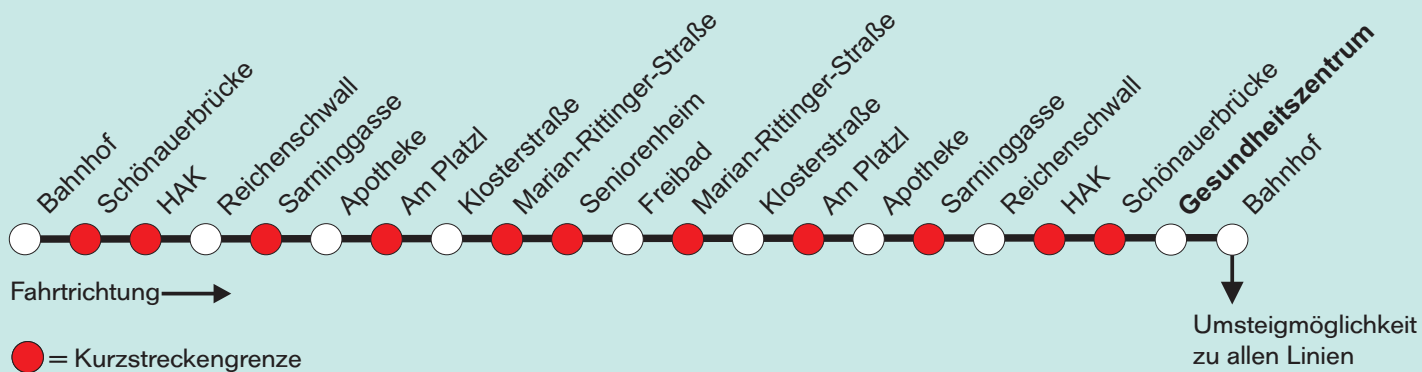 Bahnhof
Schönauerbrücke
HAK
Reichenschwall
Sarninggasse
Apotheke
Am Platzl
Klosterstraße
Marian-Rittinger-Straße
Seniorenheim
Freibad
Marian-Rittinger-Straße
Klosterstraße
Am Platzl
Apotheke
Sarninggasse
Reichenschwall
HAK
Schönauerbrücke
Gesundheitszentrum
Bahnhof
Fahrtrichtung
= Kurzstreckengrenze
Umsteigmöglichkeit
zu allen Linien